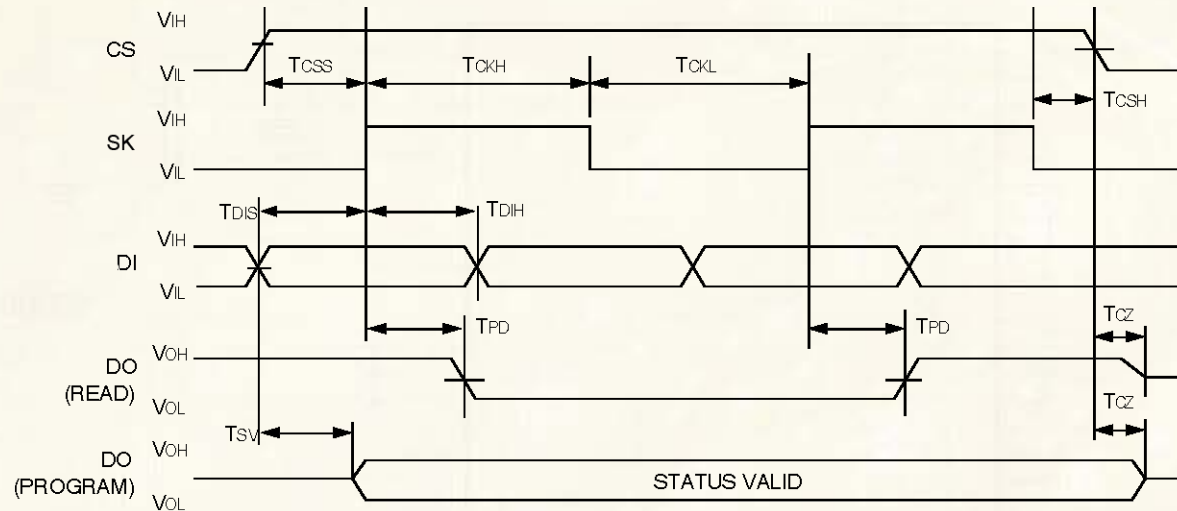 VIH
CS
VIL
TCSS
TCKH
TCKL
TCSH
VIH
SK
VIL
TDIS
TDIH
VIH
DI
VIL
TPD
TPD
TCZ
VOH
DO
(READ)
VOL
TCZ
TSV
VOH
DO
(PROGRAM)
VOL
STATUS VALID